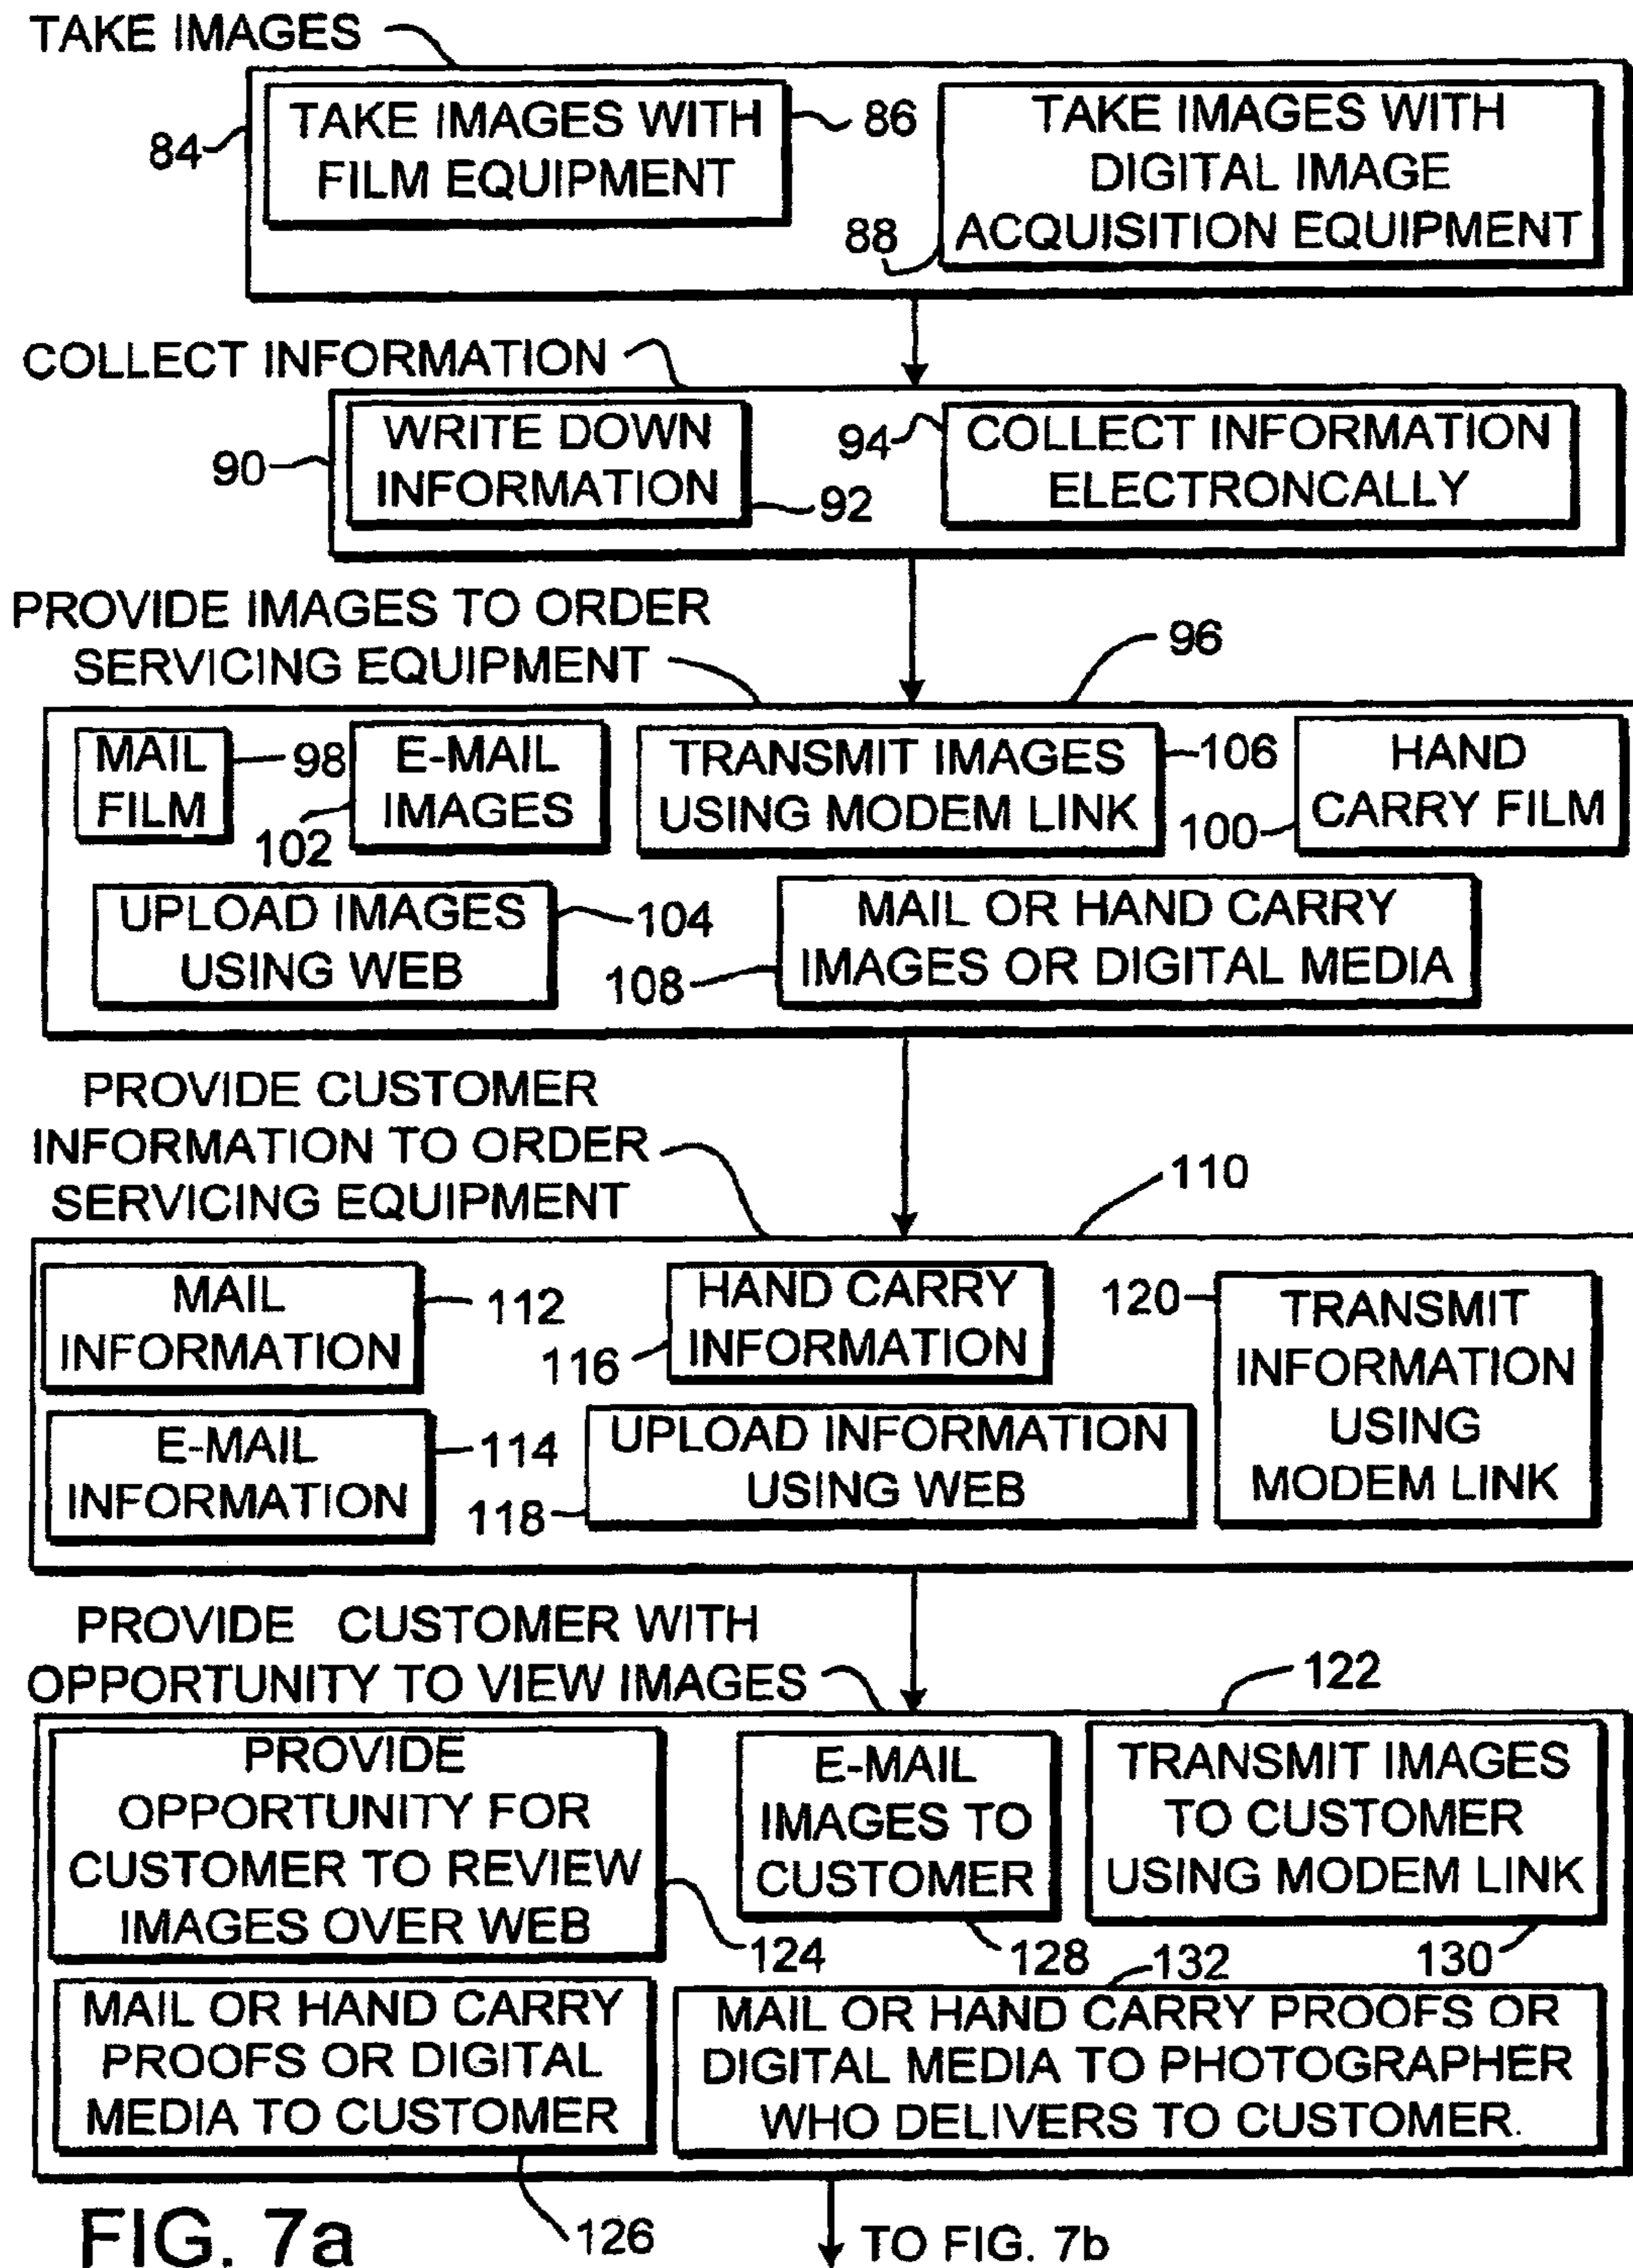 TAKE IMAGES
84
TAKE IMAGES WITH
FILM EQUIPMENT
86
TAKE IMAGES WITH
DIGITAL IMAGE
ACQUISITION EQUIPMENT
88
COLLECT INFORMATION
90
WRITE DOWN
INFORMATION
92
94
COLLECT INFORMATION
ELECTRONCALLY
PROVIDE IMAGES TO ORDER
SERVICING EQUIPMENT
96
MAIL
FILM
98
E-MAIL
IMAGES
102
TRANSMIT IMAGES
USING MODEM LINK
106
HAND
CARRY FILM
100
UPLOAD IMAGES
USING WEB
104
MAIL OR HAND CARRY
IMAGES OR DIGITAL MEDIA
108
PROVIDE CUSTOMER
INFORMATION TO ORDER
SERVICING EQUIPMENT
110
MAIL
INFORMATION
112
HAND CARRY
INFORMATION
116
120
TRANSMIT
INFORMATION
USING
MODEM LINK
E-MAIL
INFORMATION
114
UPLOAD INFORMATION
USING WEB
118
PROVIDE CUSTOMER WITH
OPPORTUNITY TO VIEW IMAGES
122
PROVIDE
OPPORTUNITY FOR
CUSTOMER TO REVIEW
IMAGES OVER WEB
124
E-MAIL
IMAGES TO
CUSTOMER
128
TRANSMIT IMAGES
TO CUSTOMER
USING MODEM LINK
130
MAIL OR HAND CARRY
PROOFS OR DIGITAL
MEDIA TO CUSTOMER
126
132
MAIL OR HAND CARRY PROOFS OR
DIGITAL MEDIA TO PHOTOGRAPHER
WHO DELIVERS TO CUSTOMER.
FIG. 7a
TO FIG. 7b